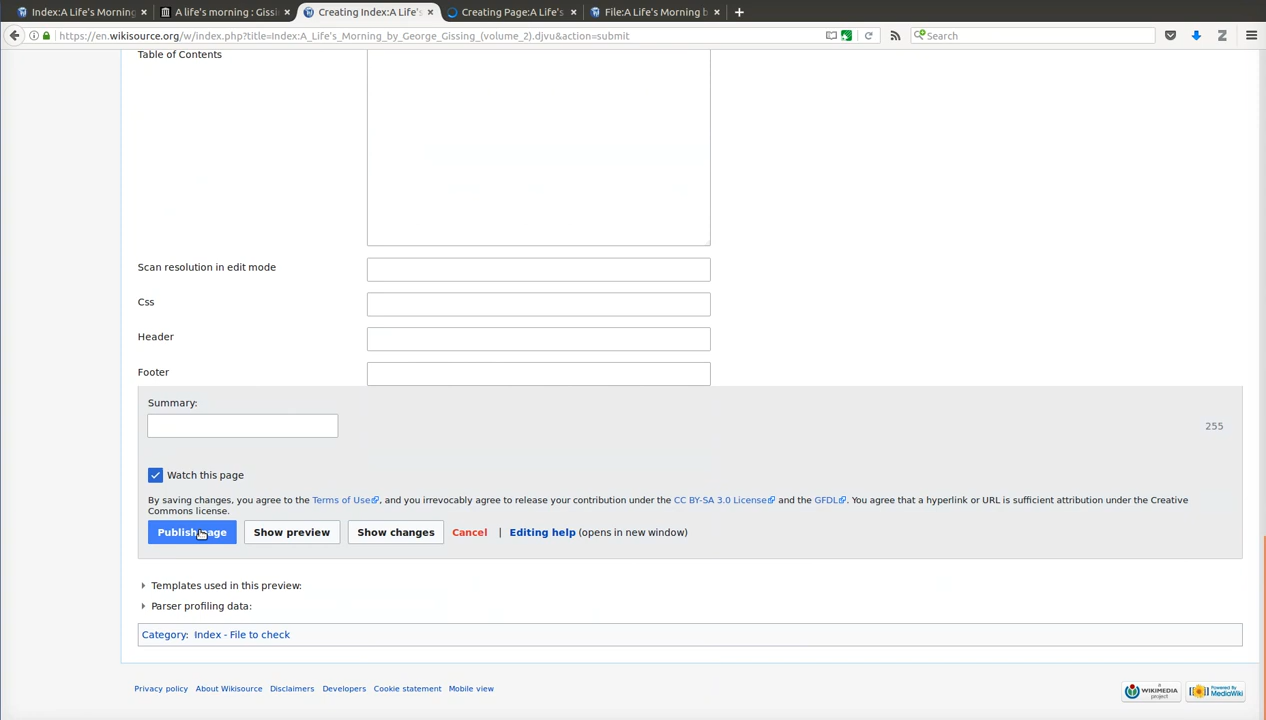 Index:A Life's Morning
A life's morning : Gissi
Creating Index:A Life's
Creating Page:A Life's
File:A Life's Morning b
https://en.wikisource.org/w/index.php?title=Index:A_Life's_Morning_by_George_Gissing_(volume_2).djvu&action=submit
Search
Table of Contents
Scan resolution in edit mode
Css
Header
Footer
Summary:
255
Watch this page
By saving changes, you agree to the Terms of Use, and you irrevocably agree to release your contribution under the CC BY-SA 3.0 License and the GFDL. You agree that a hyperlink or URL is sufficient attribution under the Creative
Commons license.
Publish page Show preview Show changes Cancel | Editing help (opens in new window)
Templates used in this preview:
Parser profiling data:
Category: Index - File to check
Privacy policy About Wikisource Disclaimers Developers Cookie statement Mobile view
WIKIMEDIA
project
Powered By
MediaWiki